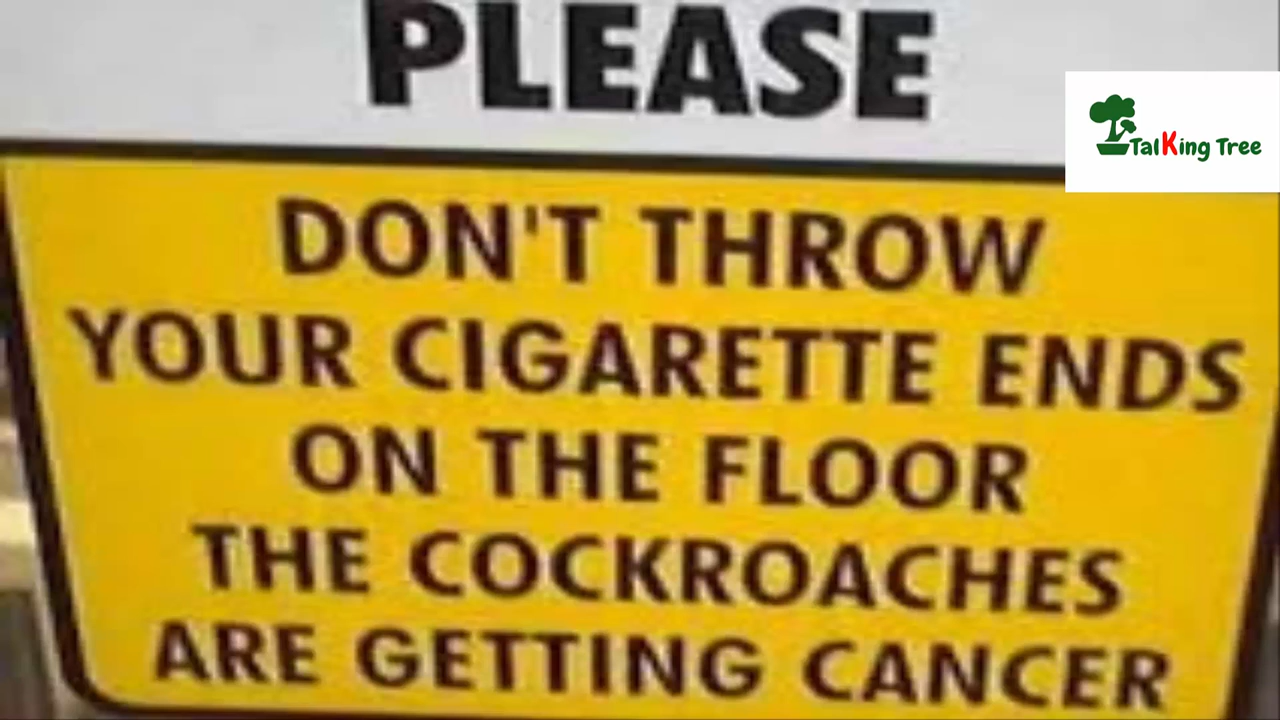 PLEASE
TalKing Tree
DON'T THROW
YOUR CIGARETTE ENDS
ON THE FLOOR
THE COCKROACHES
ARE GETTING CANCER